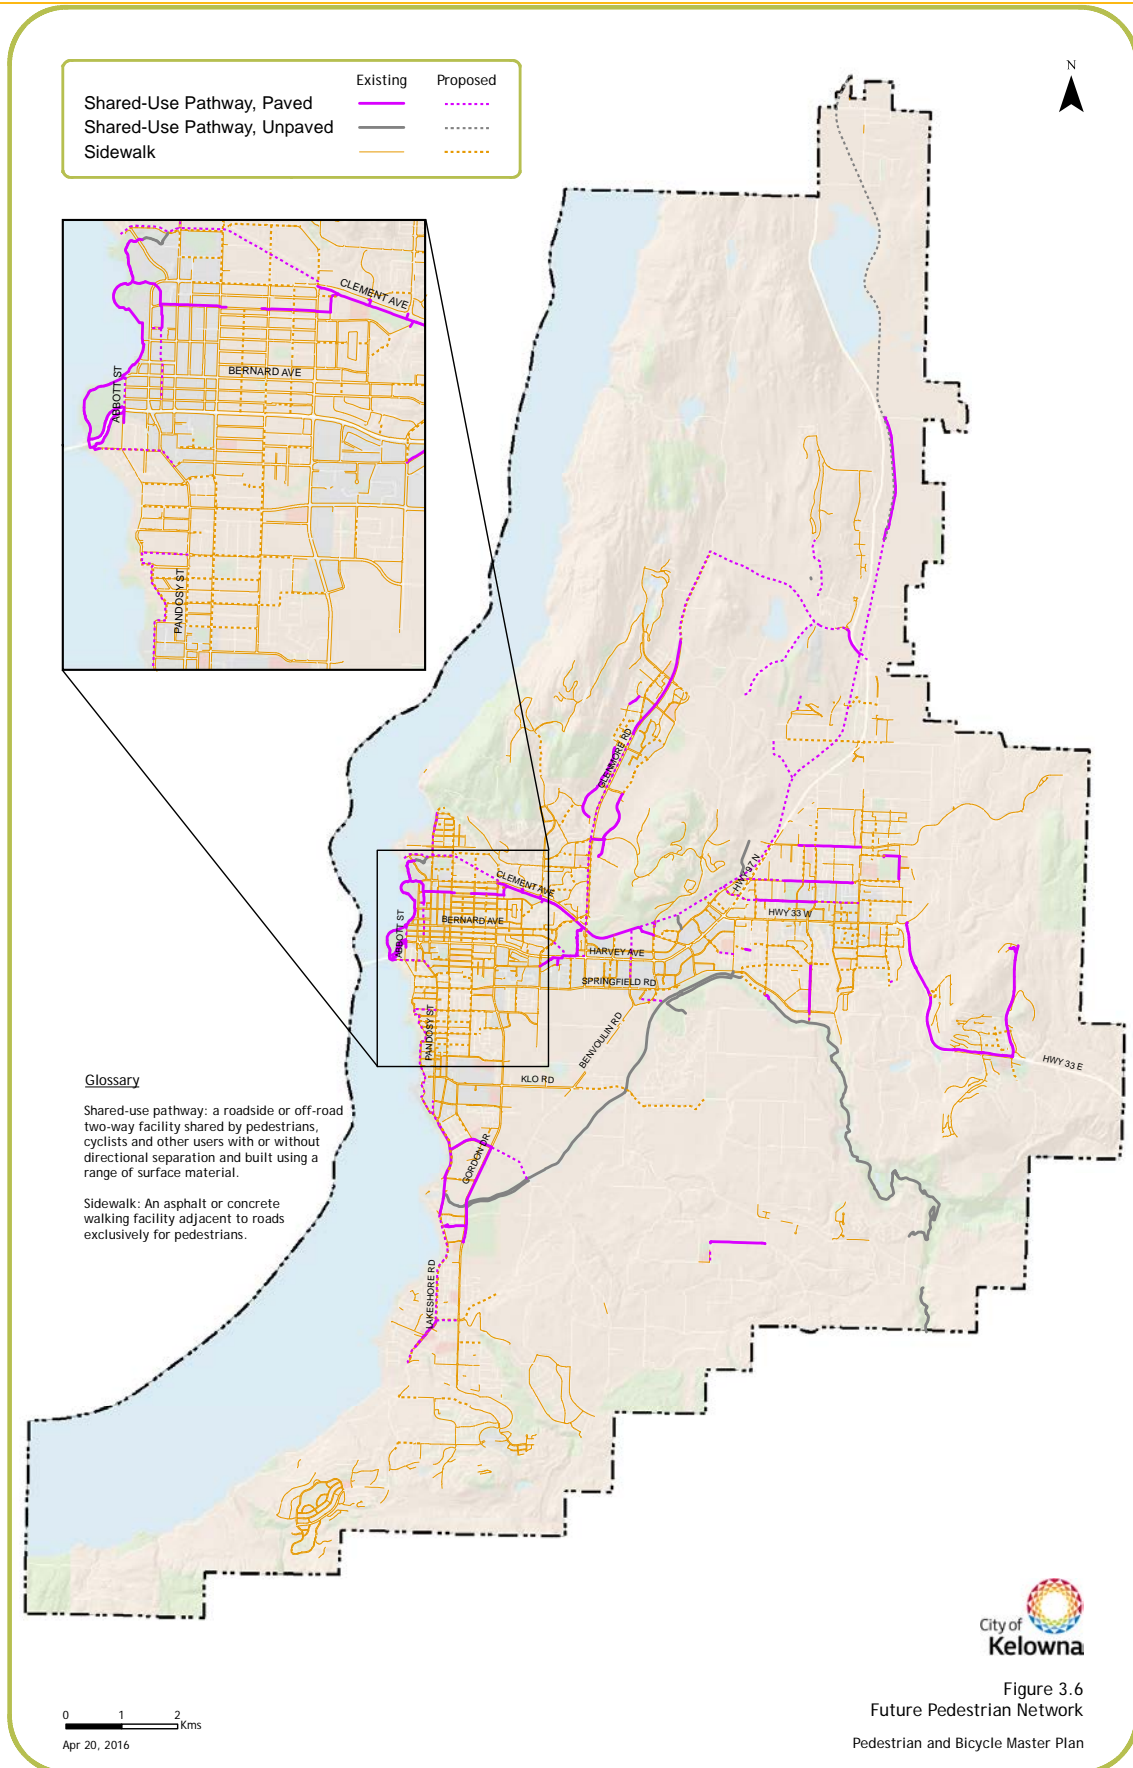 N
Existing Proposed
Shared-Use Pathway, Paved
Shared-Use Pathway, Unpaved
Sidewalk
CLEMENT AVE
BERNARD AVE
ABBOTT ST
PANDOSY ST
GLENMORE RD
HWY 97 N
CLEMENT AVE
BERNARD AVE
ABBOTT ST
HWY 33 W
HARVEY AVE
SPRINGFIELD RD
PANDOSY ST
BENVOULIN RD
KLO RD
HWY 33 E
GORDON DR
LAKESHORE RD
Glossary
Shared-use pathway: a roadside or off-road
two-way facility shared by pedestrians,
cyclists and other users with or without
directional separation and built using a
range of surface material.
Sidewalk: An asphalt or concrete
walking facility adjacent to roads
exclusively for pedestrians.
City of
Kelowna
Figure 3.6
Future Pedestrian Network
Pedestrian and Bicycle Master Plan
0 1 2
Kms
Apr 20, 2016